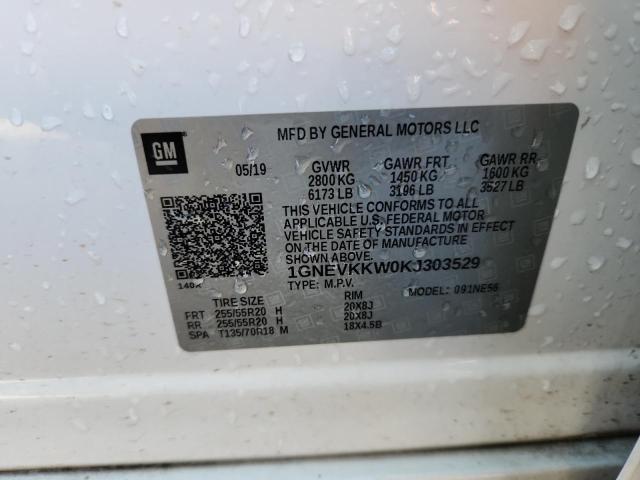 GM
MFD BY GENERAL MOTORS LLC
05/19 GVWR GAWR FRT GAWR RR
2800 KG 1450 KG 1600 KG
6173 LB 3196 LB 3527 LB
THIS VEHICLE CONFORMS TO ALL
APPLICABLE U.S. FEDERAL MOTOR
VEHICLE SAFETY STANDARDS IN
EFFECT ON THE DATE OF MANUFACTURE
SHOWN ABOVE.
1GNEVKKW0KJ303529
140X TYPE: M.P.V. MODEL: 091NE56
TIRE SIZE RIM
FRT 255/55R20 H 20X8J
RR 255/55R20 H 20X8J
SPA T135/70R18 M 18X4.5B